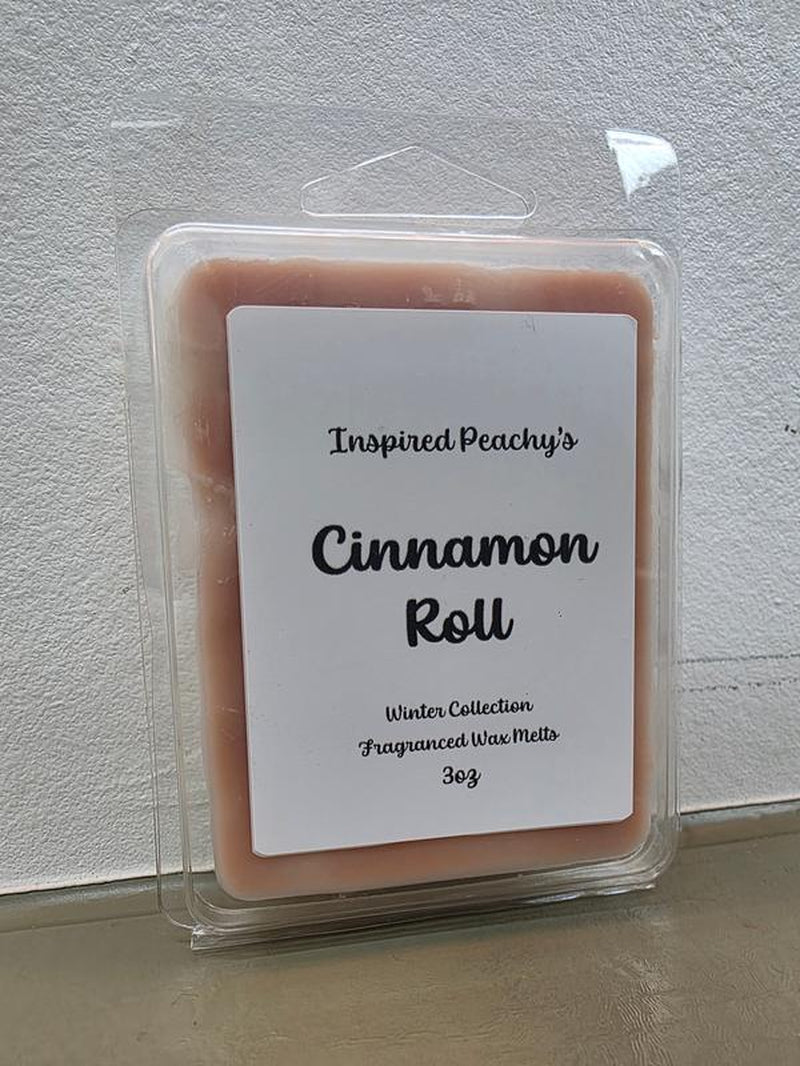 Inspired Peachy's
Cinnamon
Roll
Winter Collection
Fragranced Wax Melts
3oz